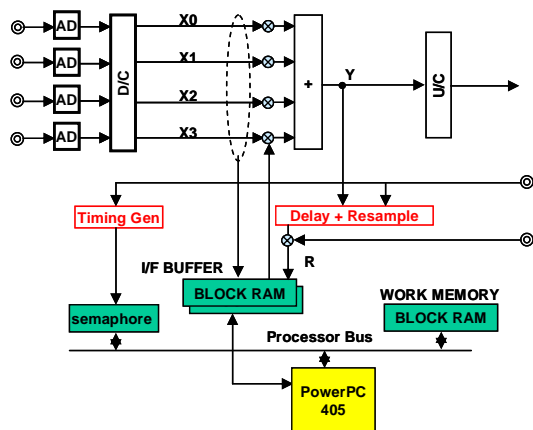 AD
AD
AD
AD
D/C
X0
X1
X2
X3
+
Y
U/C
Timing Gen
Delay + Resample
R
I/F BUFFER
BLOCK RAM
WORK MEMORY
BLOCK RAM
semaphore
Processor Bus
PowerPC
405